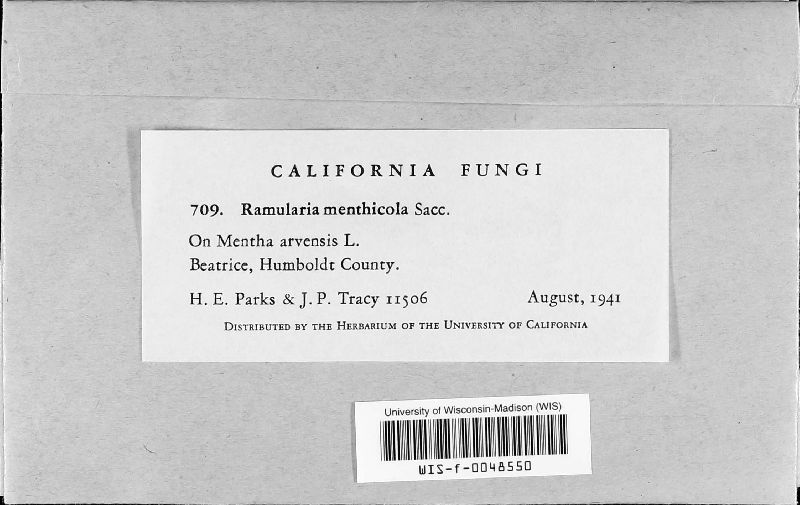 CALIFORNIA FUNGI
709. Ramularia menthicola Sacc.
On Mentha arvensis L.
Beatrice, Humboldt County.
H. E. Parks & J. P. Tracy 11506 August, 1941
DISTRIBUTED BY THE HERBARIUM OF THE UNIVERSITY OF CALIFORNIA
University of Wisconsin-Madison (WIS)
WIS-f-0048550